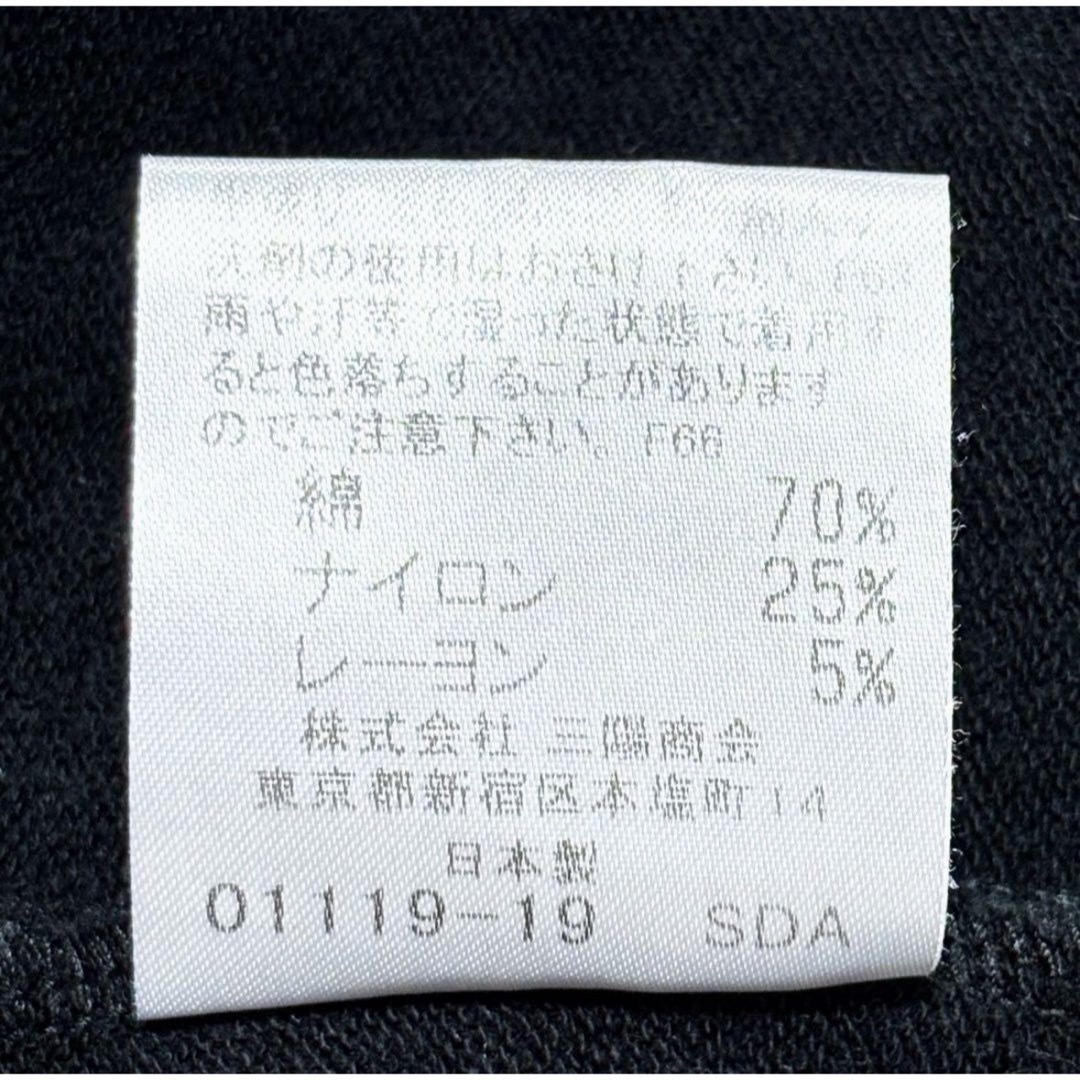 洗剤の使用はおさけ下さい。F6
雨や汗等で湿った状態で着用す
ると色落ちすることがあります
のでご注意下さい。F66
綿 70%
ナイロン 25%
レーヨン 5%
株式会社 三陽商会
東京都新宿区本塩町14
日本製
01119-19 SDA